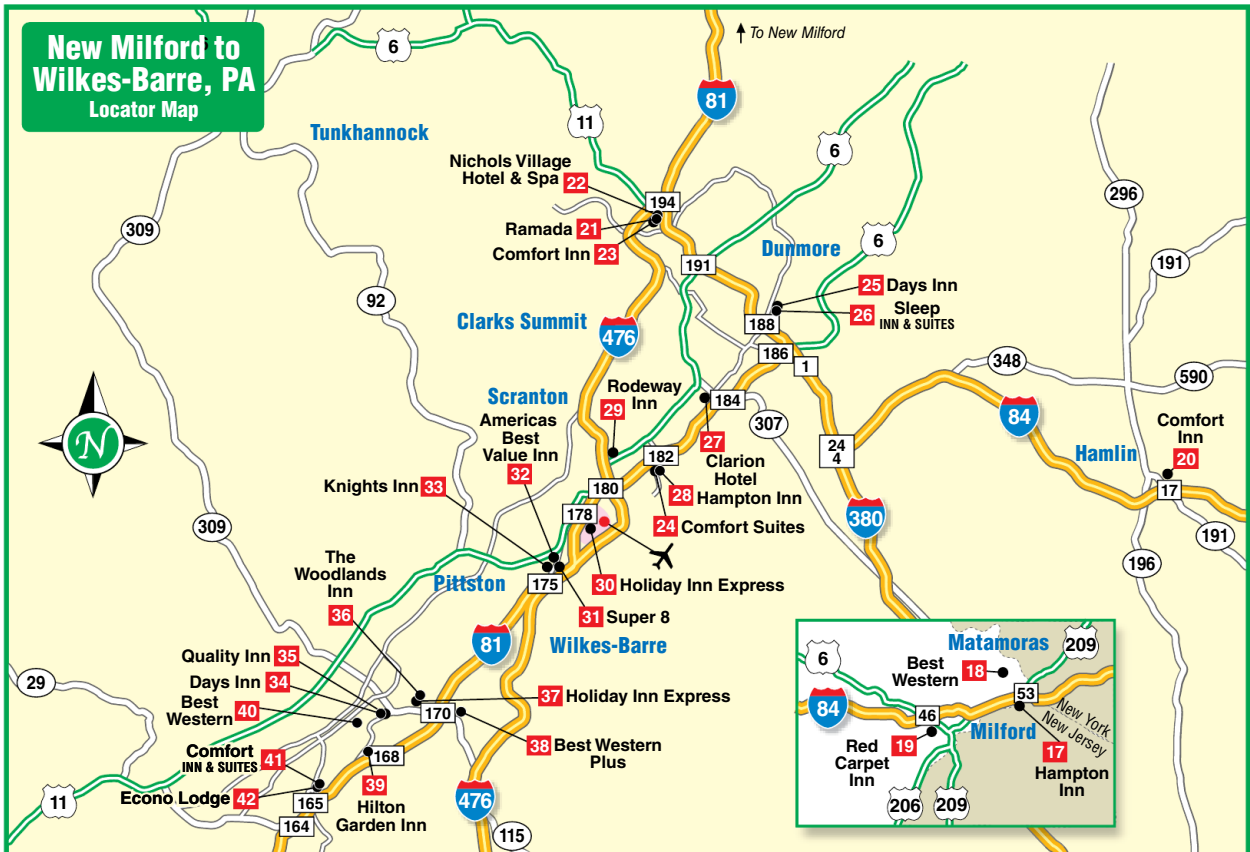 New Milford to
Wilkes-Barre, PA
Locator Map
6
6
To New Milford
81
11
6
Tunkhannock
Nichols Village
Hotel & Spa 22
194
296
Ramada 21
Comfort Inn 23
309
Dunmore
6
191
191
92
25 Days Inn
26 Sleep
INN & SUITES
Clarks Summit
476
188
186
1
348
590
Scranton
Rodeway
Inn
29
184
307
84
Americas
Best
Value Inn
32
N
27
Clarion
Hotel
24
4
Hamlin
Comfort
Inn
20
17
182
Knights Inn 33
180
28 Hampton Inn
178
24 Comfort Suites
380
309
191
196
The
Woodlands
Inn
36
Pittston
175
30 Holiday Inn Express
31 Super 8
81
Wilkes-Barre
Quality Inn 35
Days Inn 34
29
Best
Western 40
37 Holiday Inn Express
170
38 Best Western
Plus
168
Comfort
INN & SUITES 41
Econo Lodge 42
39
Hilton
Garden Inn
11
165
164
476
115
Matamoras
209
6
Best
Western 18
53
84
46
New York
New Jersey
19
Milford
Red
Carpet
Inn
17
Hampton
Inn
206
209